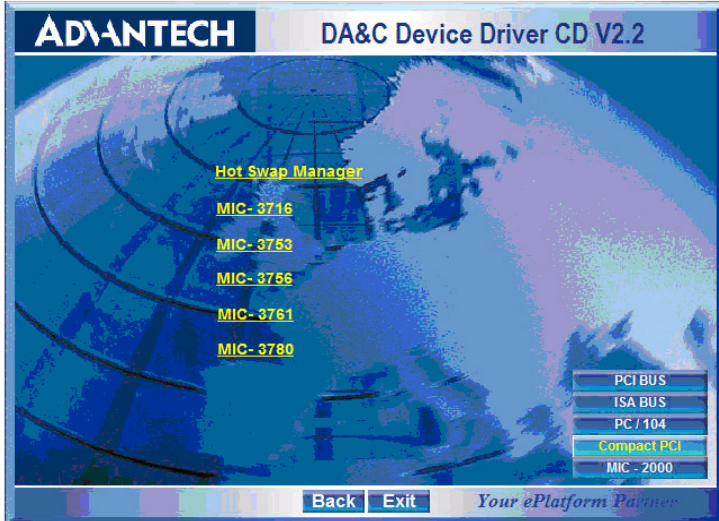 ADVANTECH DA&C Device Driver CD V2.2
Hot Swap Manager
MIC- 3716
MIC- 3753
MIC- 3756
MIC- 3761
MIC- 3780
PCI BUS
ISA BUS
PC / 104
Compact PCI
MIC - 2000
Back Exit Your ePlatform Partner